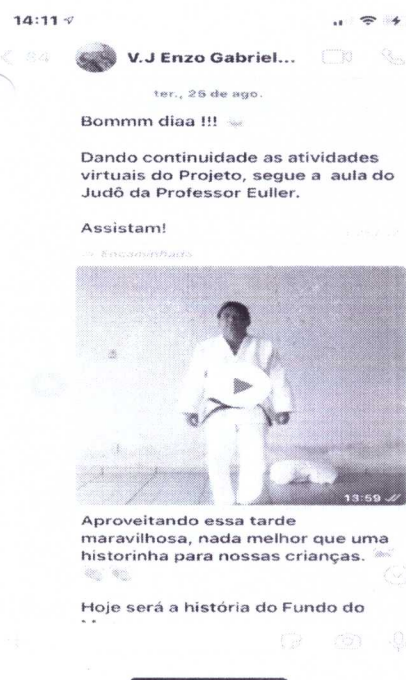 14:11
84
V.J Enzo Gabriel...
ter., 25 de ago.
Bommm diaa !!!
Dando continuidade as atividades
virtuais do Projeto, segue a aula do
Judô da Professor Euller.
Assistam!
Encaminhado
13:59
Aproveitando essa tarde
maravilhosa, nada melhor que uma
historinha para nossas crianças.
Hoje será a história do Fundo do